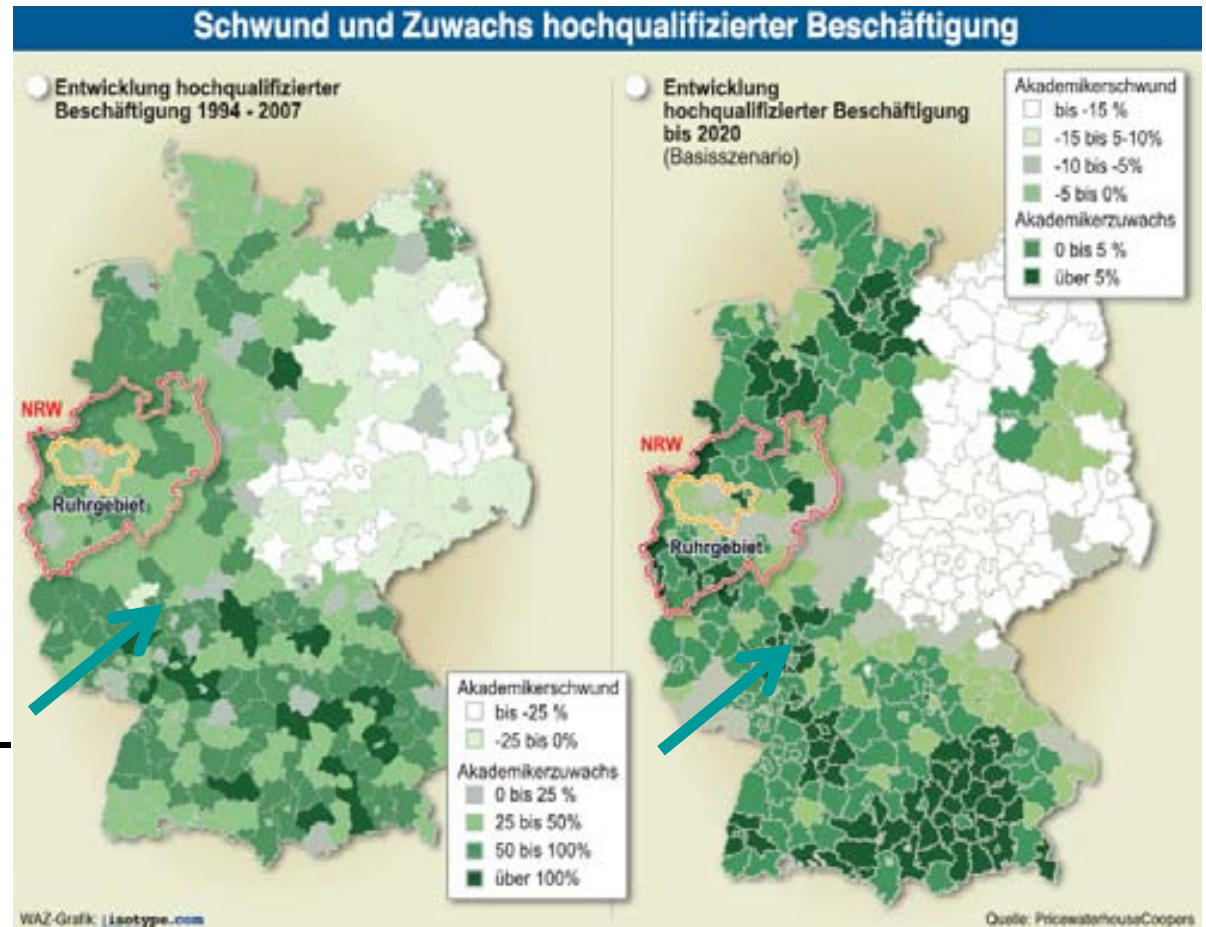 Schwund und Zuwachs hochqualifizierter Beschäftigung
Entwicklung hochqualifizierter
Beschäftigung 1994 - 2007
NRW
Ruhrgebiet
Akademikerschwund
bis -25 %
-25 bis 0%
Akademikerzuwachs
0 bis 25 %
25 bis 50%
50 bis 100%
über 100%
WAZ-Grafik: isotype.com
Entwicklung
hochqualifizierter Beschäftigung
bis 2020
(Basisszenario)
Akademikerschwund
bis -15 %
-15 bis 5-10%
-10 bis -5%
-5 bis 0%
Akademikerzuwachs
0 bis 5 %
über 5%
NRW
Ruhrgebiet
Quelle: PricewaterhouseCoopers